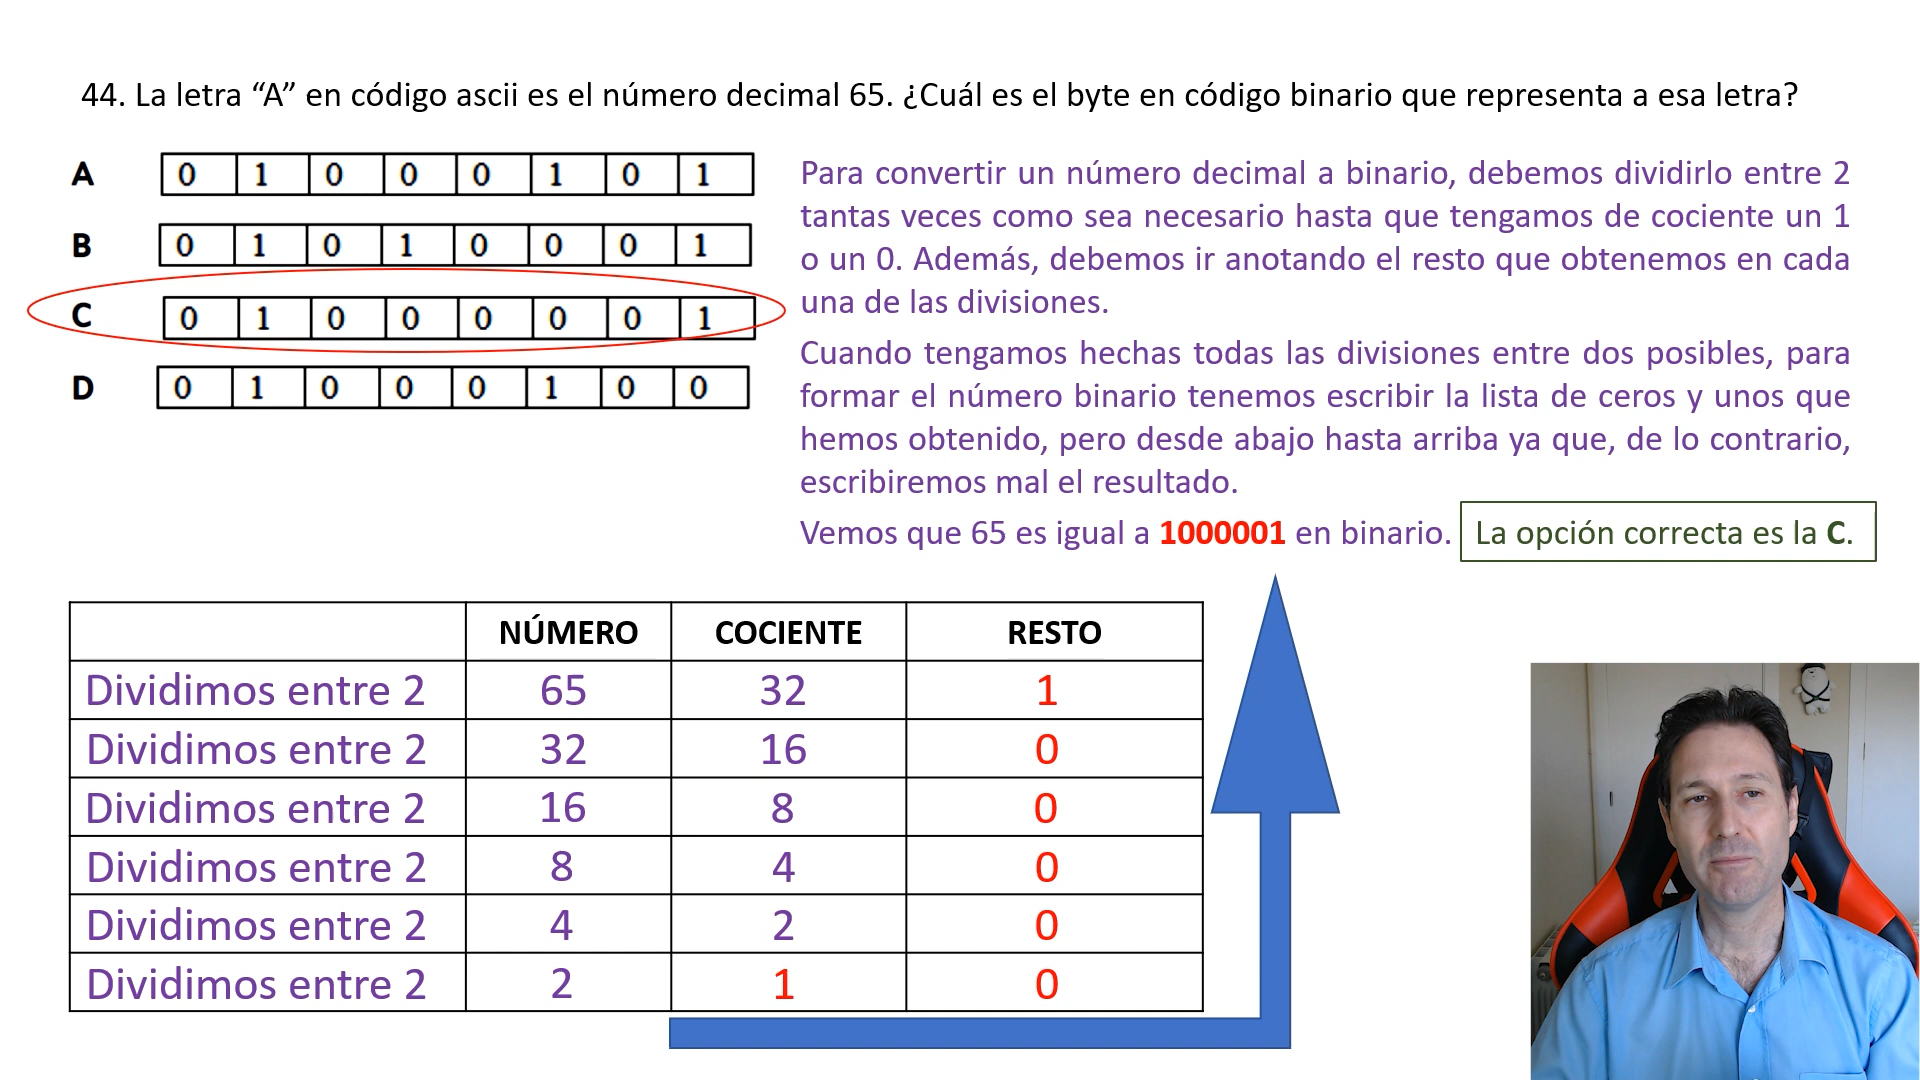 44. La letra “A” en código ascii es el número decimal 65. ¿Cuál es el byte en código binario que representa a esa letra?
A 0 1 0 0 0 1 0 1
B 0 1 0 1 0 0 0 1
C 0 1 0 0 0 0 0 1
D 0 1 0 0 0 1 0 0
Para convertir un número decimal a binario, debemos dividirlo entre 2
tantas veces como sea necesario hasta que tengamos de cociente un 1
o un 0. Además, debemos ir anotando el resto que obtenemos en cada
una de las divisiones.
Cuando tengamos hechas todas las divisiones entre dos posibles, para
formar el número binario tenemos escribir la lista de ceros y unos que
hemos obtenido, pero desde abajo hasta arriba ya que, de lo contrario,
escribiremos mal el resultado.
Vemos que 65 es igual a 1000001 en binario. La opción correcta es la C.
NÚMERO COCIENTE RESTO
Dividimos entre 2 65 32 1
Dividimos entre 2 32 16 0
Dividimos entre 2 16 8 0
Dividimos entre 2 8 4 0
Dividimos entre 2 4 2 0
Dividimos entre 2 2 1 0